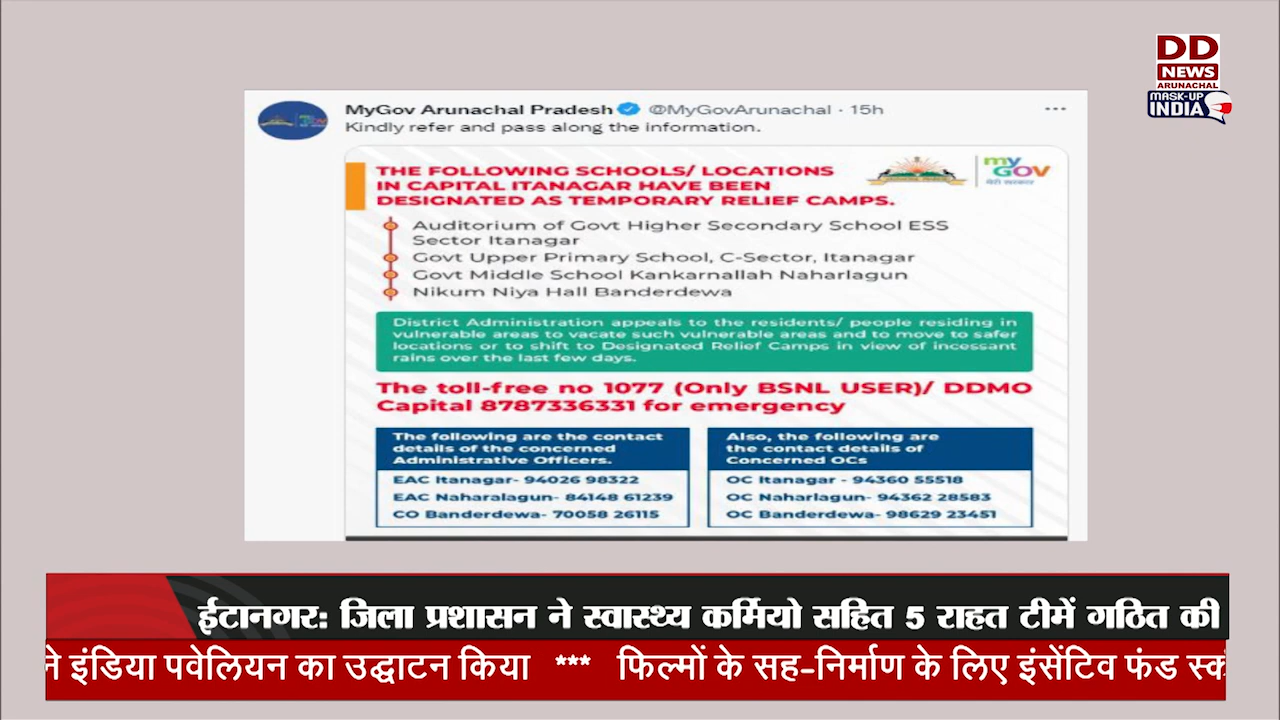 DD
NEWS
ARUNACHAL
MASK-UP
INDIA
MyGov Arunachal Pradesh @MyGovArunachal · 15h
Kindly refer and pass along the information.
THE FOLLOWING SCHOOLS/ LOCATIONS
IN CAPITAL ITANAGAR HAVE BEEN
DESIGNATED AS TEMPORARY RELIEF CAMPS.
my
GOV
मेरी सरकार
Auditorium of Govt Higher Secondary School ESS
Sector Itanagar
Govt Upper Primary School, C-Sector, Itanagar
Govt Middle School Kankarnallah Naharlagun
Nikum Niya Hall Banderdewa
District Administration appeals to the residents/ people residing in
vulnerable areas to vacate such vulnerable areas and to move to safer
locations or to shift to Designated Relief Camps in view of incessant
rains over the last few days.
The toll-free no 1077 (Only BSNL USER)/ DDMO
Capital 8787336331 for emergency
The following are the contact
details of the concerned
Administrative Officers.
EAC Itanagar- 94026 98322
EAC Naharalagun- 84148 61239
CO Banderdewa- 70058 26115
Also, the following are
the contact details of
Concerned OCs
OC Itanagar - 94360 55518
OC Naharlagun- 94362 28583
OC Banderdewa- 98629 23451
ईटानगर: जिला प्रशासन ने स्वास्थ्य कर्मियो सहित 5 राहत टीमें गठित की
ने इंडिया पवेलियन का उद्घाटन किया *** फिल्मों के सह-निर्माण के लिए इंसेंटिव फंड